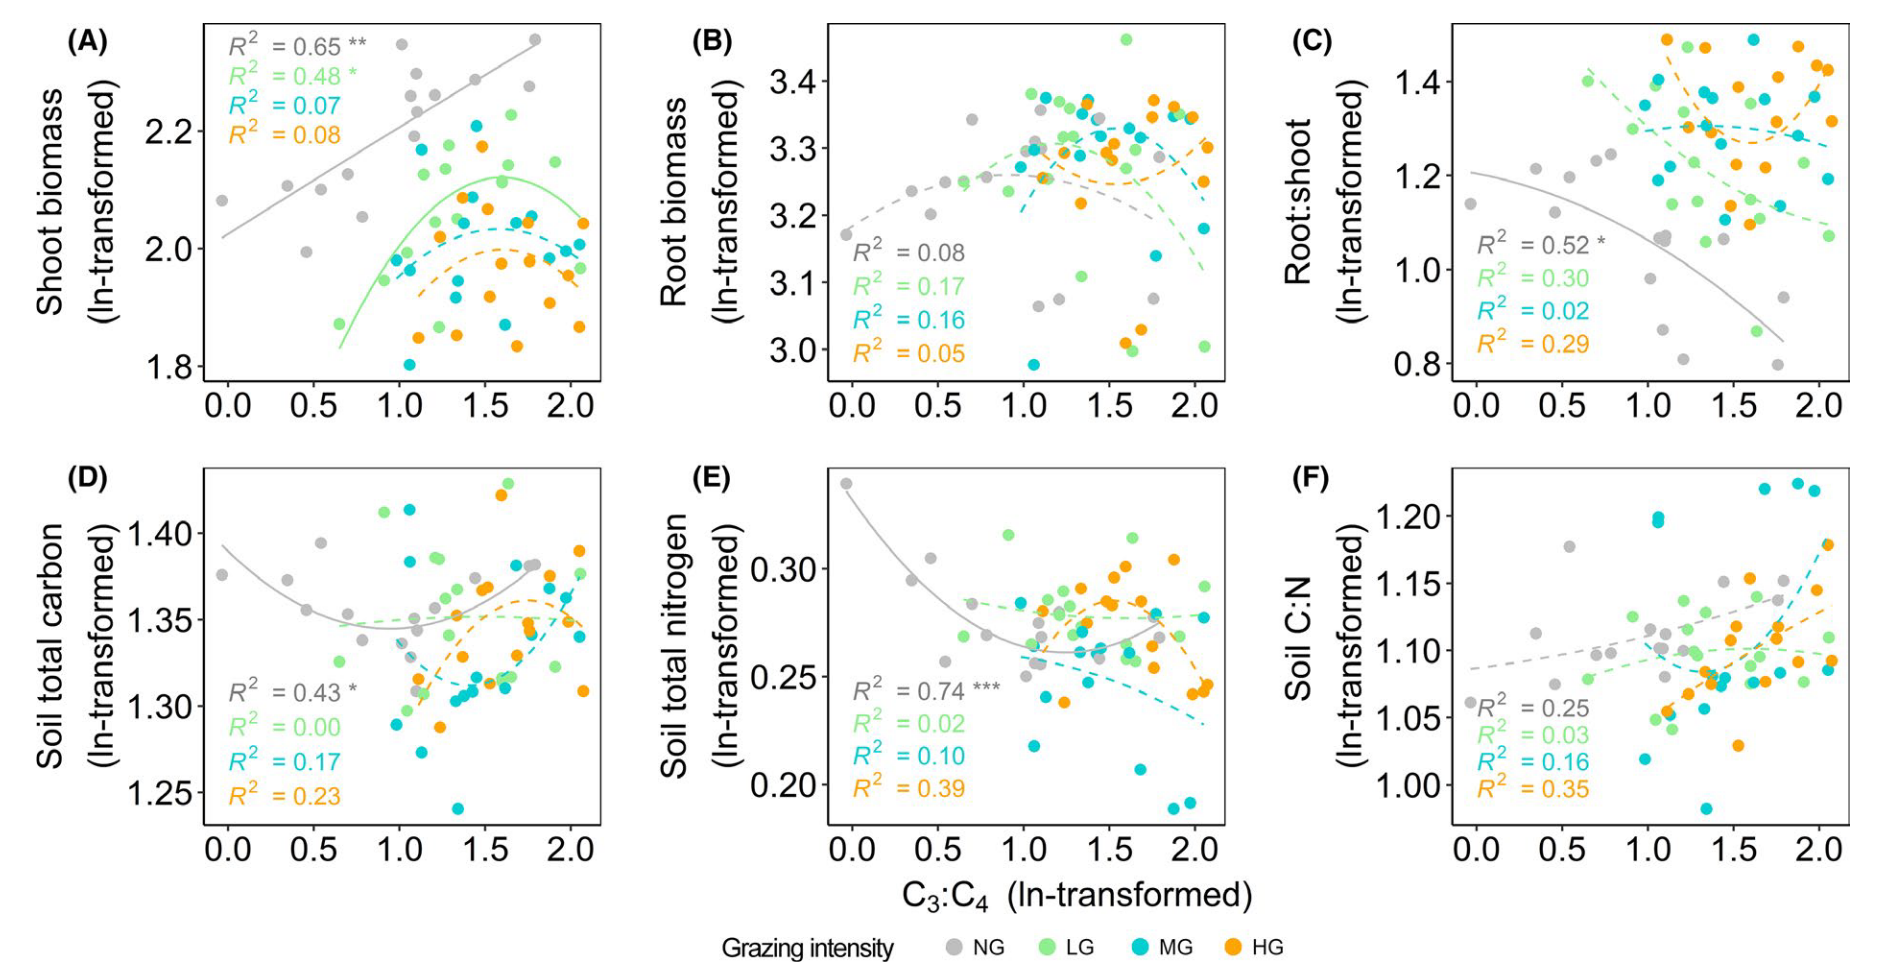 (A)
R² = 0.65 **
R² = 0.48 *
R² = 0.07
R² = 0.08
Shoot biomass
(ln-transformed)
2.2
2.0
1.8
0.0 0.5 1.0 1.5 2.0
(B)
Root biomass
(ln-transformed)
3.4
3.3
3.2
3.1
3.0
R² = 0.08
R² = 0.17
R² = 0.16
R² = 0.05
0.0 0.5 1.0 1.5 2.0
(C)
Root:shoot
(ln-transformed)
1.4
1.2
1.0
0.8
R² = 0.52 *
R² = 0.30
R² = 0.02
R² = 0.29
0.0 0.5 1.0 1.5 2.0
(D)
Soil total carbon
(ln-transformed)
1.40
1.35
1.30
1.25
R² = 0.43 *
R² = 0.00
R² = 0.17
R² = 0.23
0.0 0.5 1.0 1.5 2.0
(E)
Soil total nitrogen
(ln-transformed)
0.30
0.25
0.20
R² = 0.74 ***
R² = 0.02
R² = 0.10
R² = 0.39
0.0 0.5 1.0 1.5 2.0
(F)
Soil C:N
(ln-transformed)
1.20
1.15
1.10
1.05
1.00
R² = 0.25
R² = 0.03
R² = 0.16
R² = 0.35
0.0 0.5 1.0 1.5 2.0
C₃:C₄ (ln-transformed)
Grazing intensity NG LG MG HG